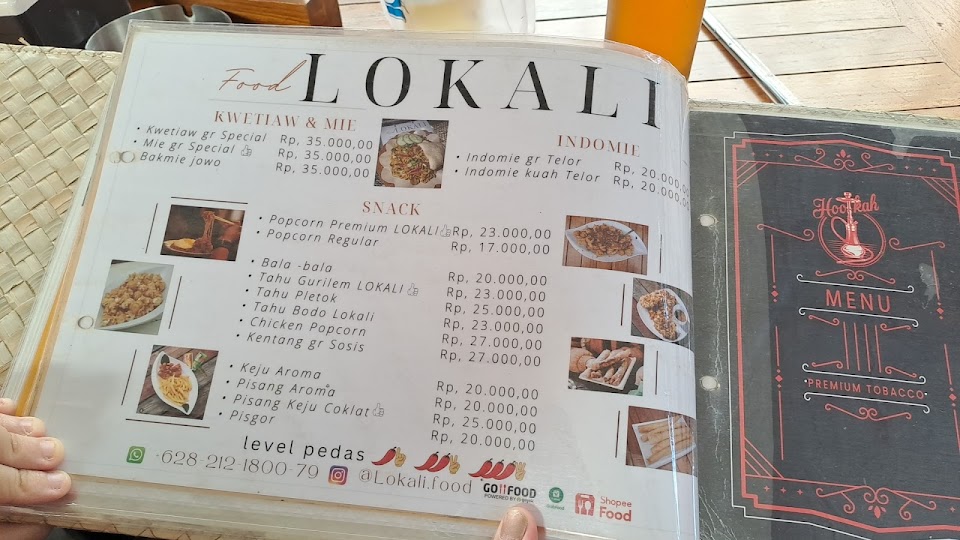 Food LOKALI
KWETIAW & MIE
• Kwetiaw gr Special Rp, 35.000,00
• Mie gr Special Rp, 35.000,00
• Bakmie jowo Rp, 35.000,00
INDOMIE
• Indomie gr Telor Rp, 20.000,00
• Indomie kuah Telor Rp, 20.000,00
SNACK
• Popcorn Premium LOKALI Rp, 23.000,00
• Popcorn Regular Rp, 17.000,00
• Bala -bala Rp, 20.000,00
• Tahu Gurilem LOKALI Rp, 23.000,00
• Tahu Pletok Rp, 25.000,00
• Tahu Bodo Lokali Rp, 23.000,00
• Chicken Popcorn Rp, 27.000,00
• Kentang gr Sosis Rp, 27.000,00
• Keju Aroma Rp, 20.000,00
• Pisang Aroma Rp, 20.000,00
• Pisang Keju Coklat Rp, 25.000,00
• Pisgor Rp, 20.000,00
level pedas
-628-212-1800-79 @Lokali.food
GOFOOD
Shopee
Food
Hookah
MENU
PREMIUM TOBACCO